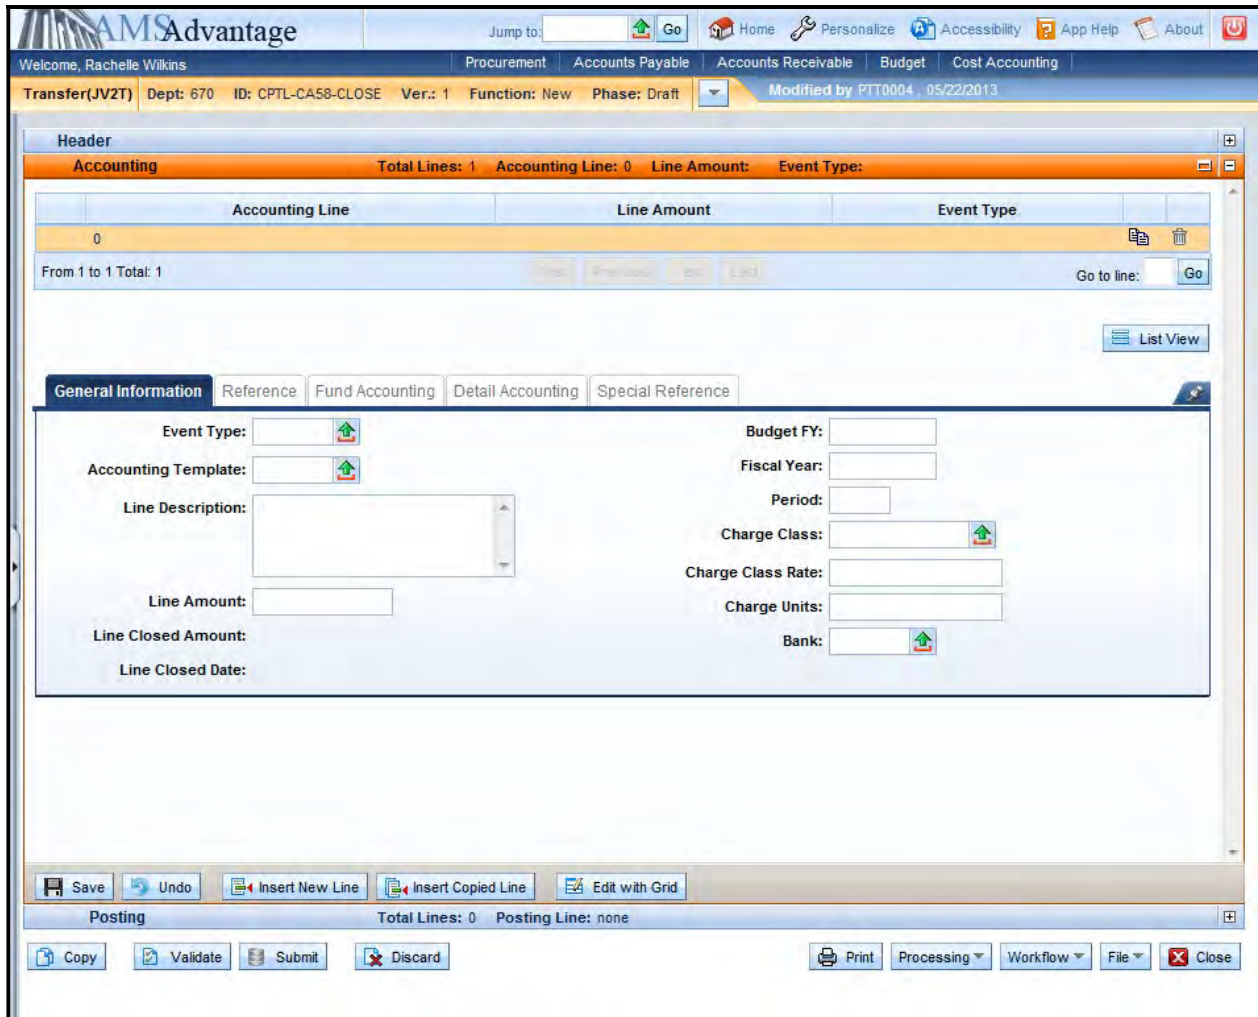 AMSAdvantage
Jump to: Go Home Personalize Accessibility App Help About
Welcome, Rachelle Wilkins Procurement Accounts Payable Accounts Receivable Budget Cost Accounting
Transfer(JV2T) Dept: 670 ID: CPTL-CA58-CLOSE Ver.: 1 Function: New Phase: Draft Modified by PTT0004 , 05/22/2013
Header
Accounting Total Lines: 1 Accounting Line: 0 Line Amount: Event Type:
Accounting Line Line Amount Event Type
0
From 1 to 1 Total: 1 First Previous Next Last Go to line: Go
List View
General Information Reference Fund Accounting Detail Accounting Special Reference
Event Type: Budget FY:
Accounting Template: Fiscal Year:
Line Description: Period:
Charge Class:
Charge Class Rate:
Line Amount: Charge Units:
Line Closed Amount: Bank:
Line Closed Date:
Save Undo Insert New Line Insert Copied Line Edit with Grid
Posting Total Lines: 0 Posting Line: none
Copy Validate Submit Discard Print Processing Workflow File Close